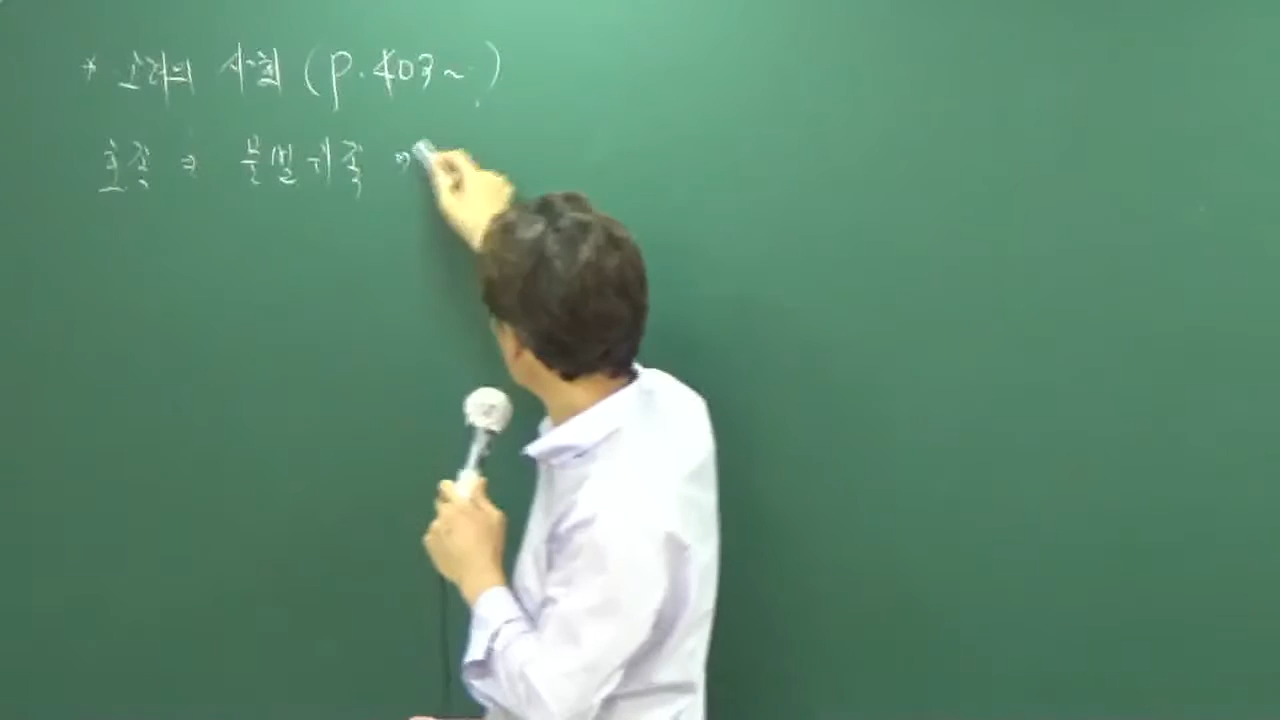 * 고려의 사회 (p.403~)
호족 ⇒ 문벌귀족 ⇒